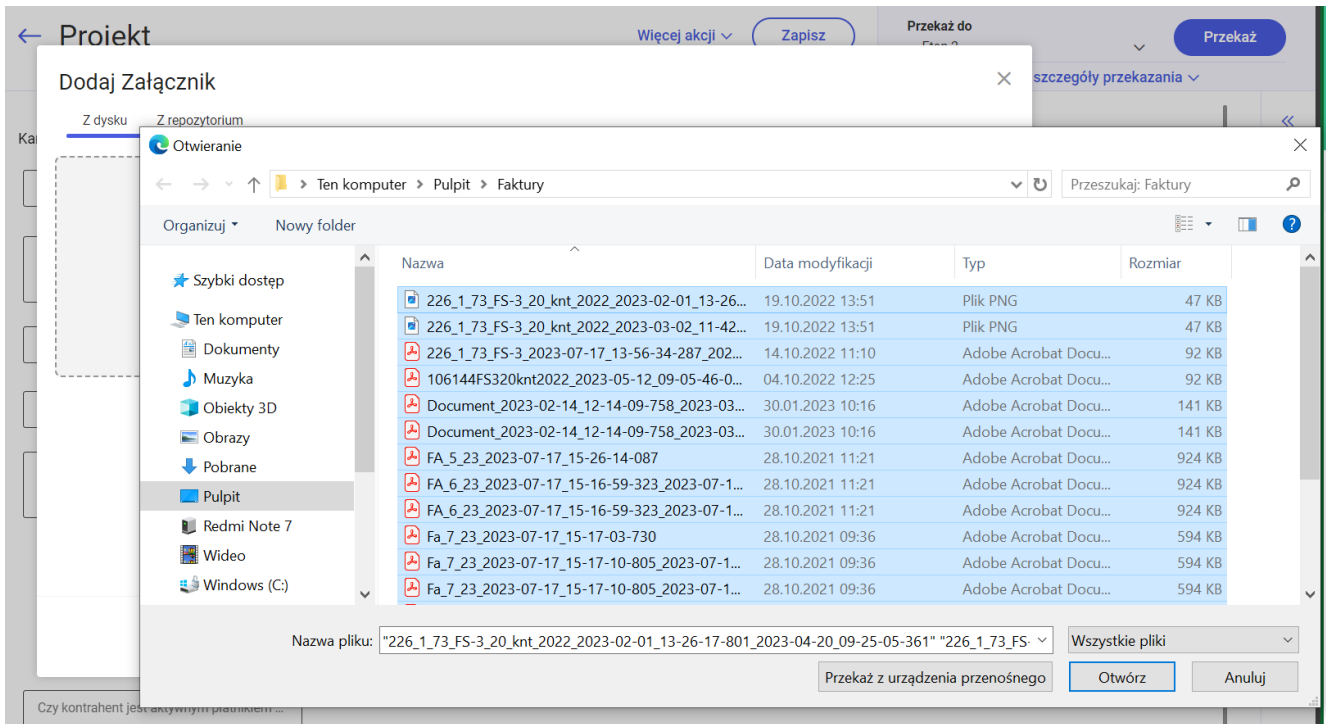 Projekt
Więcej akcji
Zapisz
Przekaż do
Etap 2
Przekaż
Dodaj Załącznik
szczegóły przekazania
Z dysku
Z repozytorium
Otwieranie
Ten komputer > Pulpit > Faktury
Przeszukaj: Faktury
Organizuj
Nowy folder
Nazwa Data modyfikacji Typ Rozmiar
Szybki dostęp
Ten komputer
Dokumenty
Muzyka
Obiekty 3D
Obrazy
Pobrane
Pulpit
Redmi Note 7
Wideo
Windows (C:)
226_1_73_FS-3_20_knt_2022_2023-02-01_13-26... 19.10.2022 13:51 Plik PNG 47 KB
226_1_73_FS-3_20_knt_2022_2023-03-02_11-42... 19.10.2022 13:51 Plik PNG 47 KB
226_1_73_FS-3_2023-07-17_13-56-34-287_202... 14.10.2022 11:10 Adobe Acrobat Docu... 92 KB
106144FS320knt2022_2023-05-12_09-05-46-0... 04.10.2022 12:25 Adobe Acrobat Docu... 92 KB
Document_2023-02-14_12-14-09-758_2023-03... 30.01.2023 10:16 Adobe Acrobat Docu... 141 KB
Document_2023-02-14_12-14-09-758_2023-03... 30.01.2023 10:16 Adobe Acrobat Docu... 141 KB
FA_5_23_2023-07-17_15-26-14-087 28.10.2021 11:21 Adobe Acrobat Docu... 924 KB
FA_6_23_2023-07-17_15-16-59-323_2023-07-1... 28.10.2021 11:21 Adobe Acrobat Docu... 924 KB
FA_6_23_2023-07-17_15-16-59-323_2023-07-1... 28.10.2021 11:21 Adobe Acrobat Docu... 924 KB
Fa_7_23_2023-07-17_15-17-03-730 28.10.2021 09:36 Adobe Acrobat Docu... 594 KB
Fa_7_23_2023-07-17_15-17-10-805_2023-07-1... 28.10.2021 09:36 Adobe Acrobat Docu... 594 KB
Fa_7_23_2023-07-17_15-17-10-805_2023-07-1... 28.10.2021 09:36 Adobe Acrobat Docu... 594 KB
Nazwa pliku: "226_1_73_FS-3_20_knt_2022_2023-02-01_13-26-17-801_2023-04-20_09-25-05-361" "226_1_73_FS-
Wszystkie pliki
Przekaż z urządzenia przenośnego
Otwórz
Anuluj
Czy kontrahent jest aktywnym płatnikiem ...